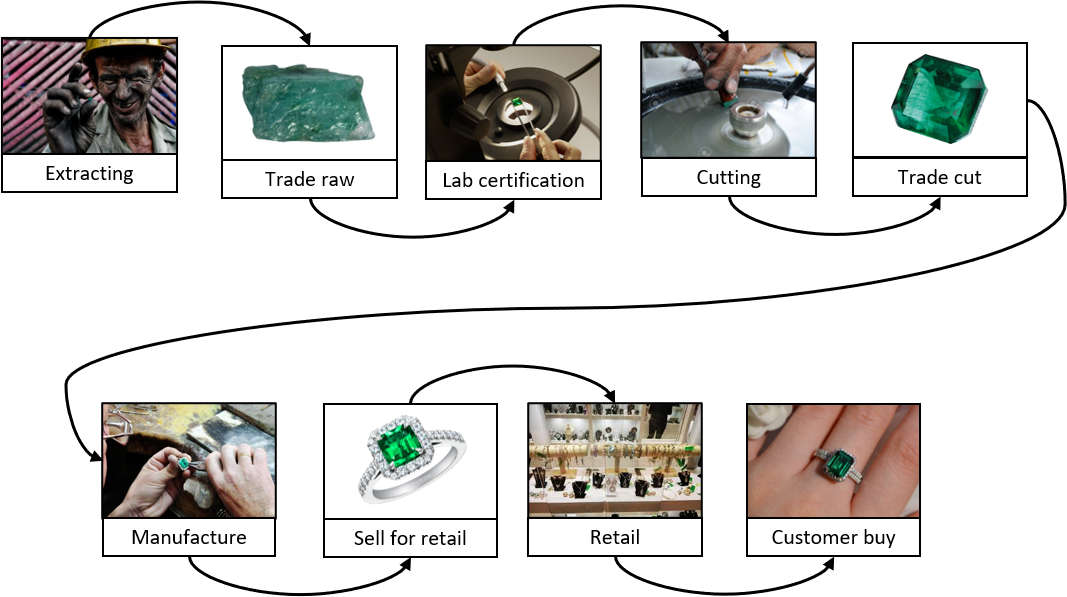 Extracting
Trade raw
Lab certification
Cutting
Trade cut
Manufacture
Sell for retail
Retail
Customer buy